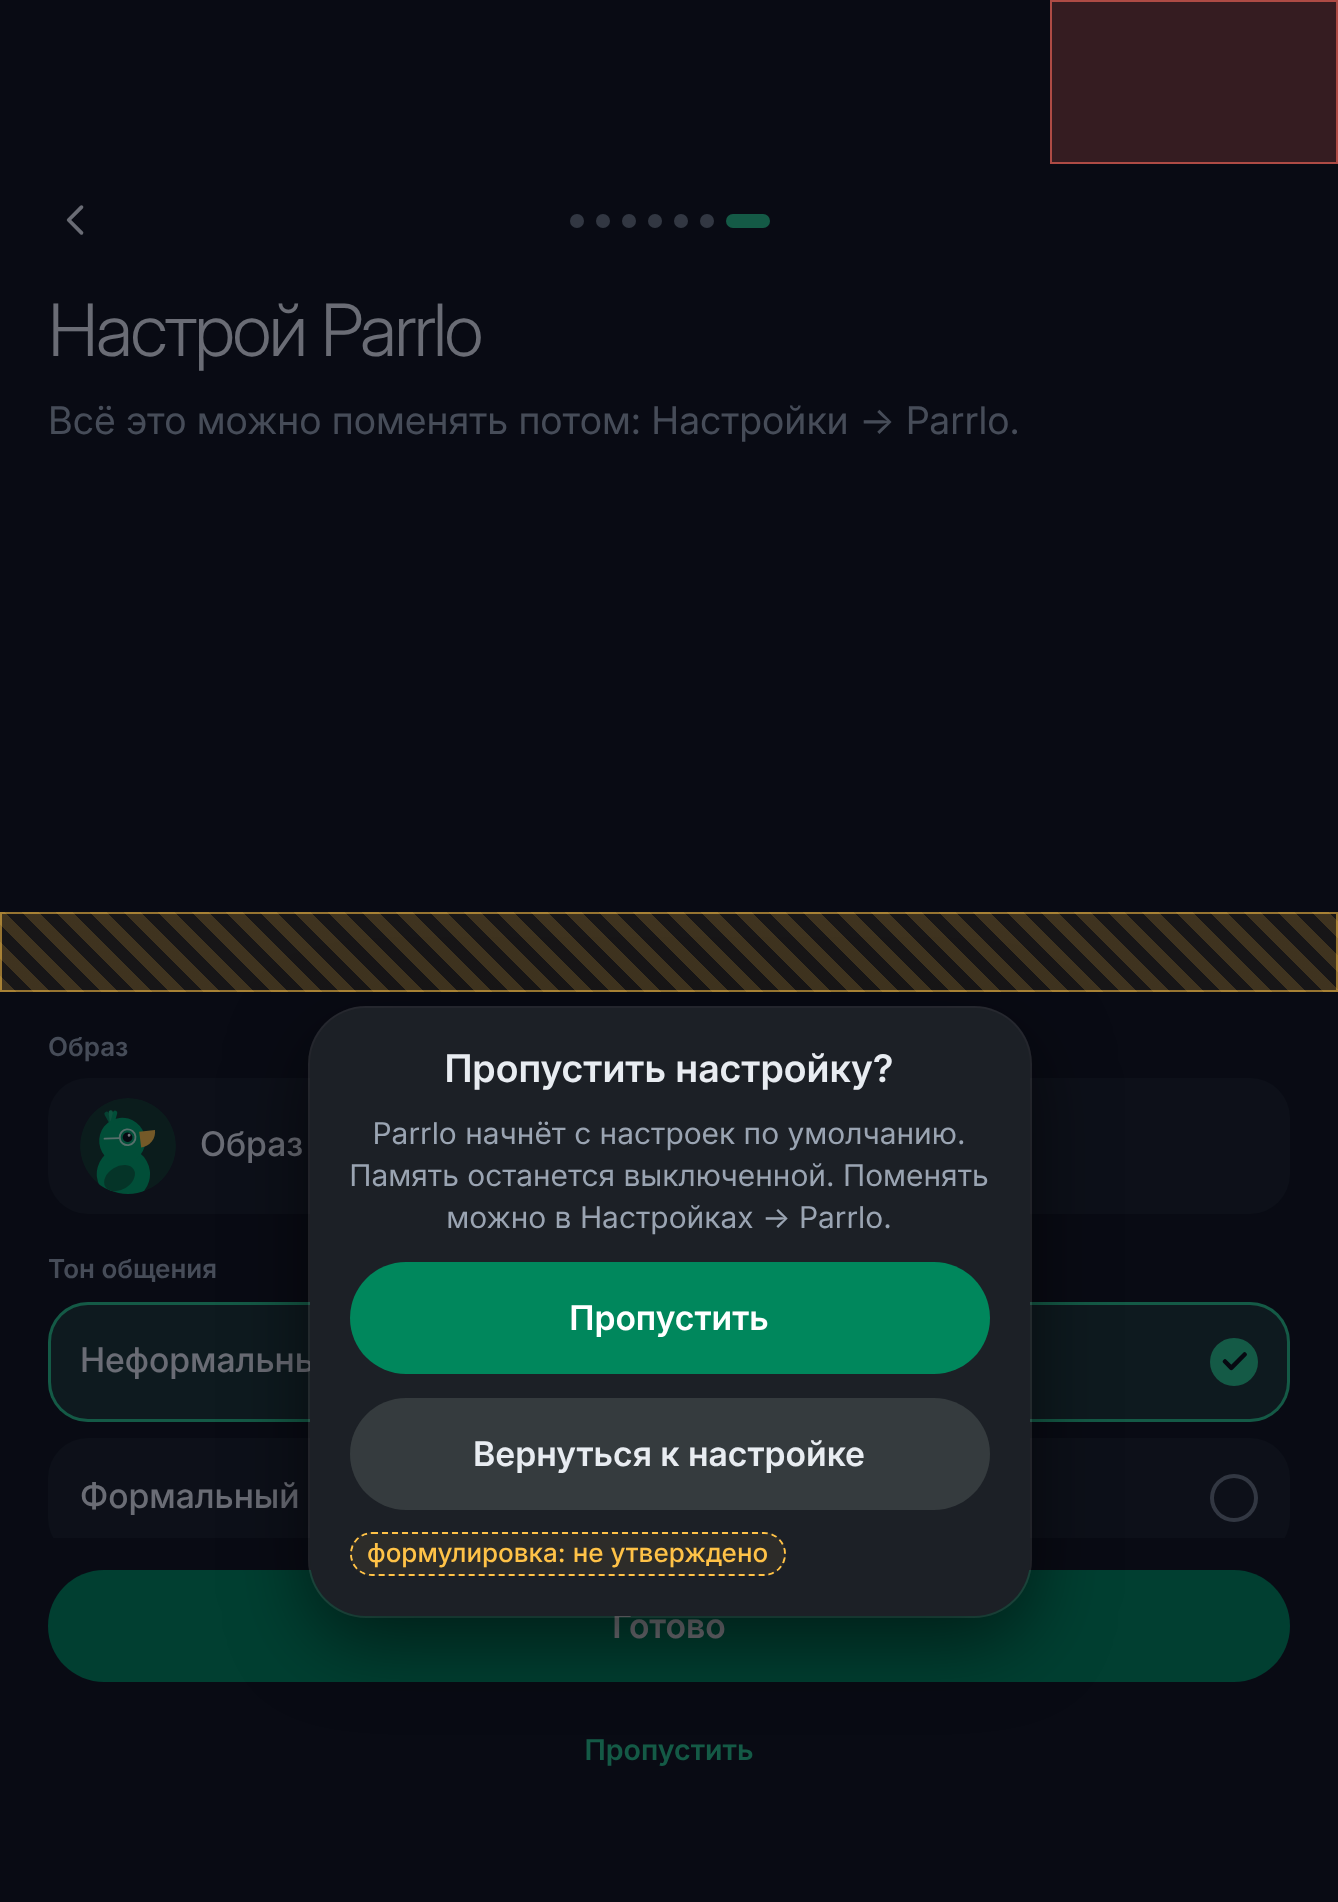 Настрой Parrlo
Всё это можно поменять потом: Настройки → Parrlo.
Образ
Образ
Тон общения
Формальный
Пропустить настройку?
Parrlo начнёт с настроек по умолчанию.
Память останется выключенной. Поменять
можно в Настройках → Parrlo.
Пропустить
Вернуться к настройке
формулировка: не утверждено
Готово
Пропустить